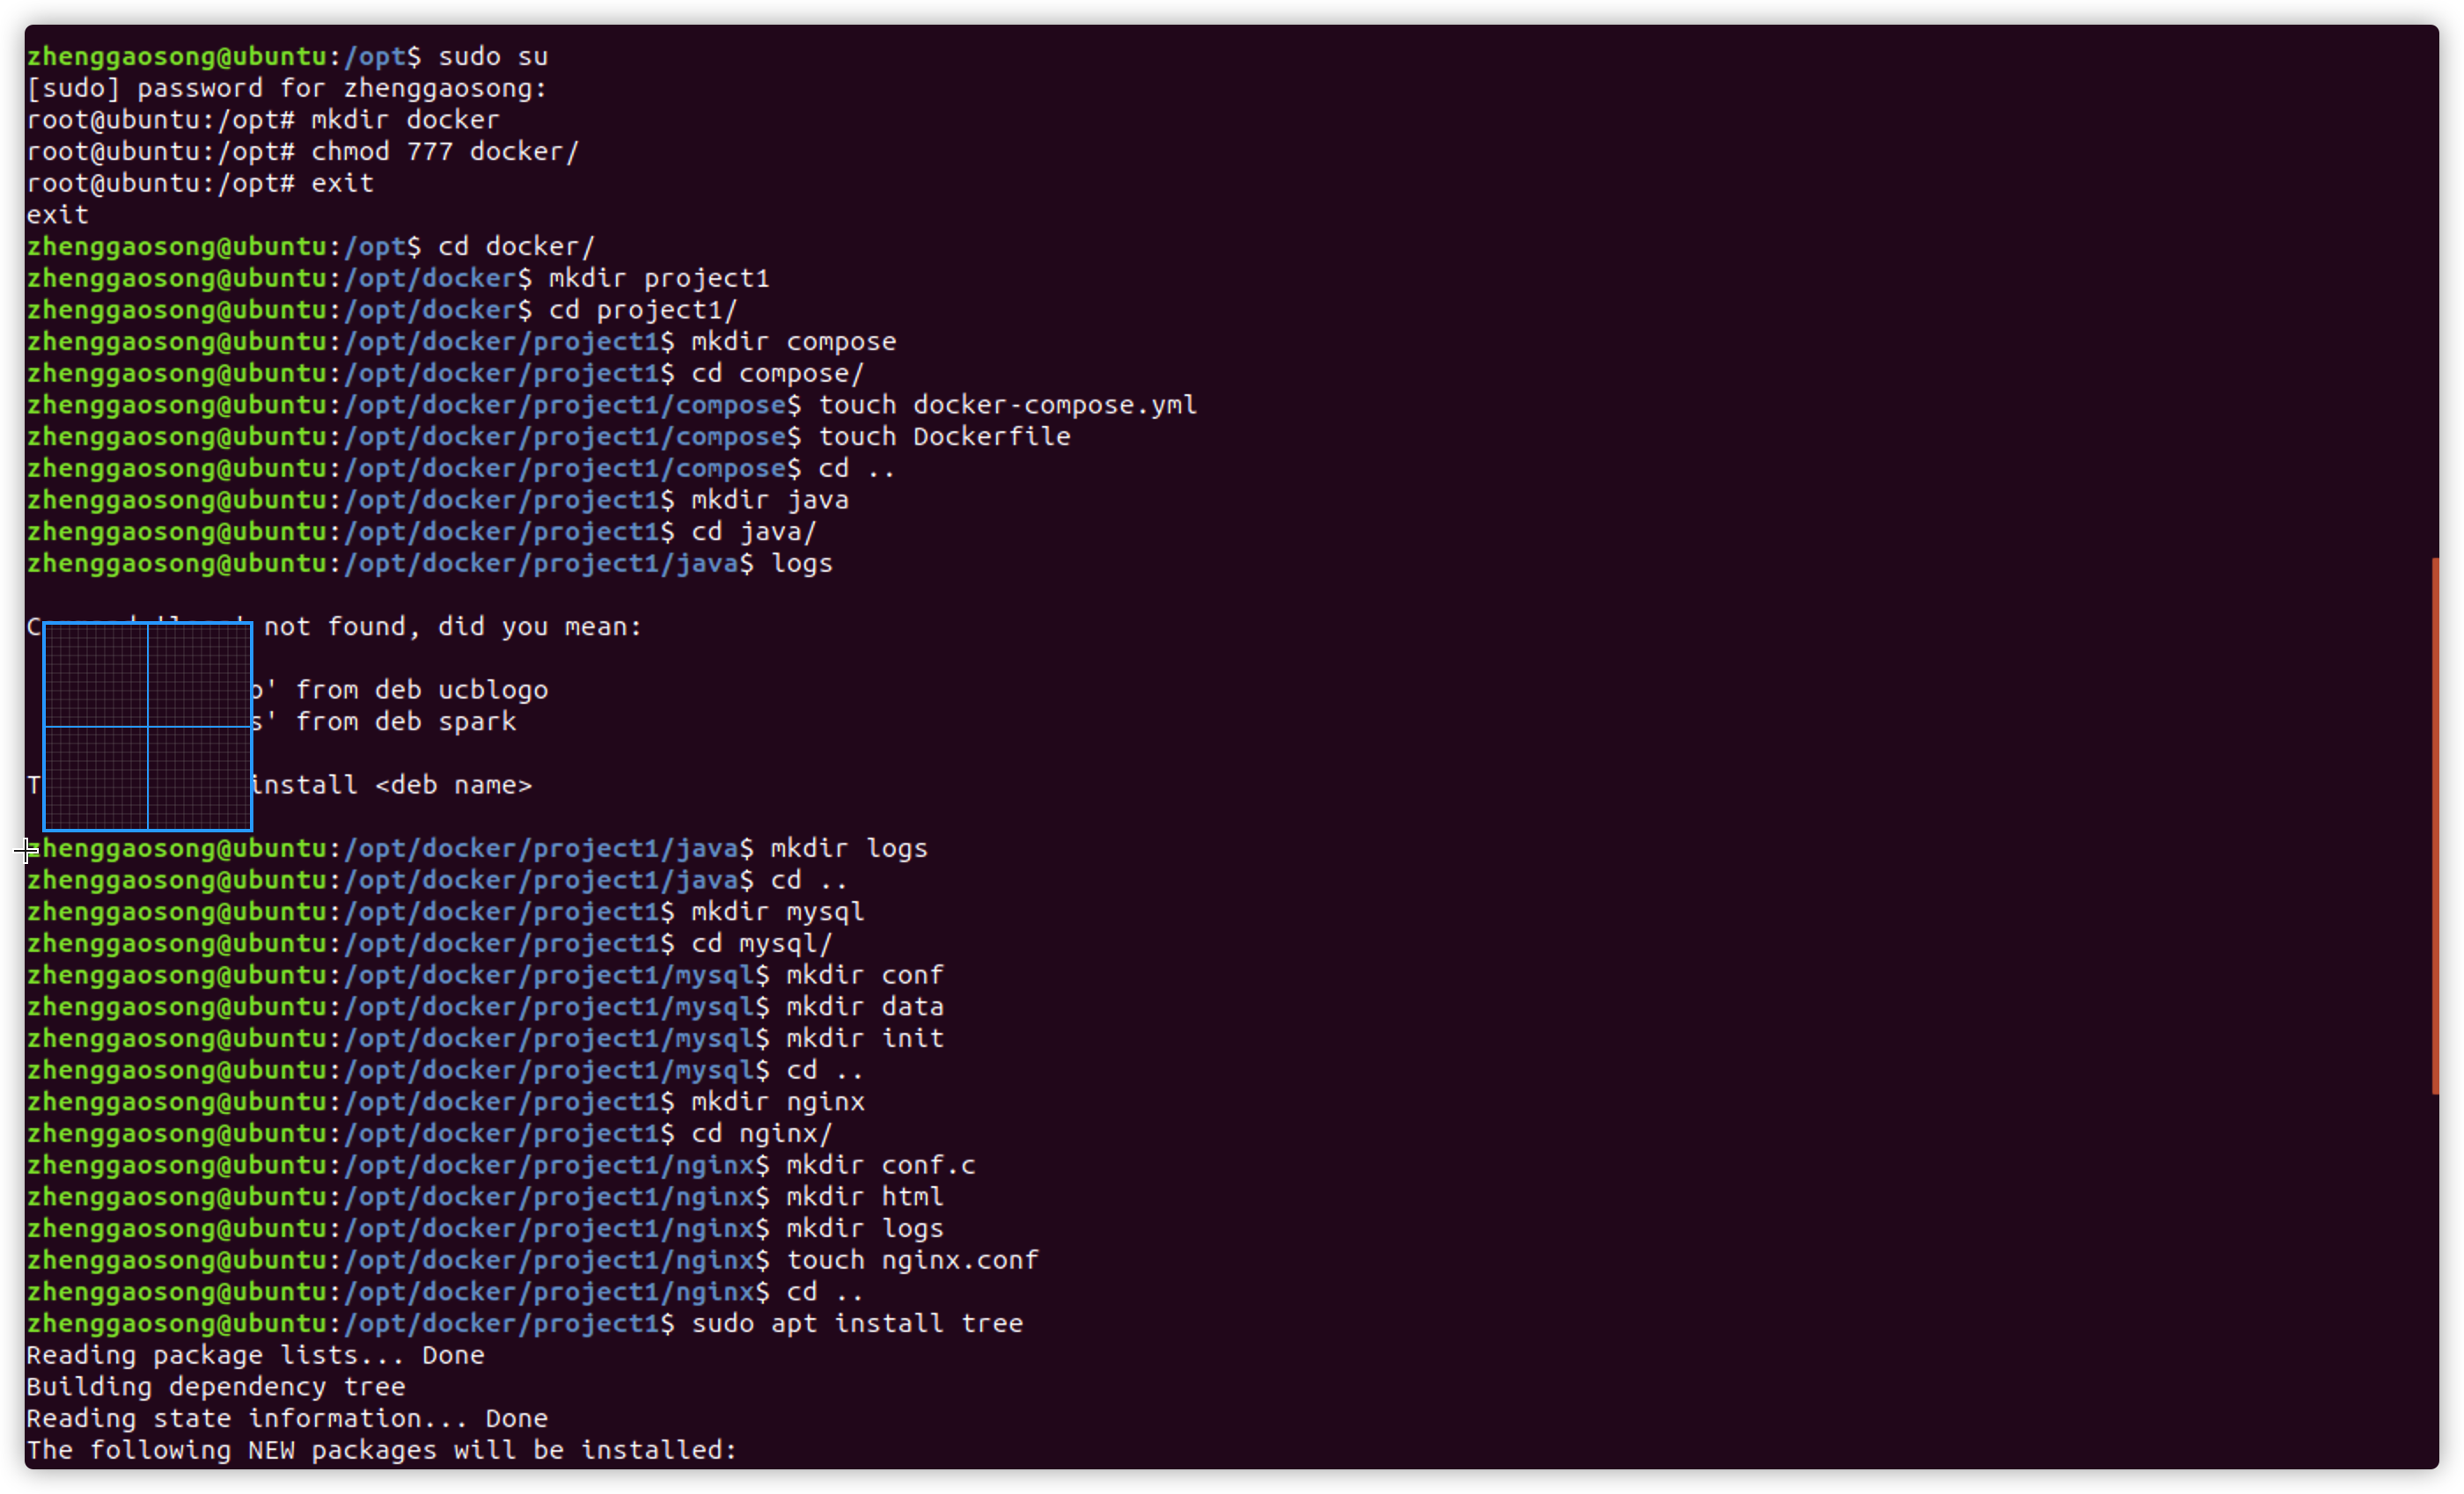 zhenggaosong@ubuntu:/opt$ sudo su
[sudo] password for zhenggaosong:
root@ubuntu:/opt# mkdir docker
root@ubuntu:/opt# chmod 777 docker/
root@ubuntu:/opt# exit
exit
zhenggaosong@ubuntu:/opt$ cd docker/
zhenggaosong@ubuntu:/opt/docker$ mkdir project1
zhenggaosong@ubuntu:/opt/docker$ cd project1/
zhenggaosong@ubuntu:/opt/docker/project1$ mkdir compose
zhenggaosong@ubuntu:/opt/docker/project1$ cd compose/
zhenggaosong@ubuntu:/opt/docker/project1/compose$ touch docker-compose.yml
zhenggaosong@ubuntu:/opt/docker/project1/compose$ touch Dockerfile
zhenggaosong@ubuntu:/opt/docker/project1/compose$ cd ..
zhenggaosong@ubuntu:/opt/docker/project1$ mkdir java
zhenggaosong@ubuntu:/opt/docker/project1$ cd java/
zhenggaosong@ubuntu:/opt/docker/project1/java$ logs
not found, did you mean:
from deb ucblogo
from deb spark
install <deb name>
zhenggaosong@ubuntu:/opt/docker/project1/java$ mkdir logs
zhenggaosong@ubuntu:/opt/docker/project1/java$ cd ..
zhenggaosong@ubuntu:/opt/docker/project1$ mkdir mysql
zhenggaosong@ubuntu:/opt/docker/project1$ cd mysql/
zhenggaosong@ubuntu:/opt/docker/project1/mysql$ mkdir conf
zhenggaosong@ubuntu:/opt/docker/project1/mysql$ mkdir data
zhenggaosong@ubuntu:/opt/docker/project1/mysql$ mkdir init
zhenggaosong@ubuntu:/opt/docker/project1/mysql$ cd ..
zhenggaosong@ubuntu:/opt/docker/project1$ mkdir nginx
zhenggaosong@ubuntu:/opt/docker/project1$ cd nginx/
zhenggaosong@ubuntu:/opt/docker/project1/nginx$ mkdir conf.c
zhenggaosong@ubuntu:/opt/docker/project1/nginx$ mkdir html
zhenggaosong@ubuntu:/opt/docker/project1/nginx$ mkdir logs
zhenggaosong@ubuntu:/opt/docker/project1/nginx$ touch nginx.conf
zhenggaosong@ubuntu:/opt/docker/project1/nginx$ cd ..
zhenggaosong@ubuntu:/opt/docker/project1$ sudo apt install tree
Reading package lists... Done
Building dependency tree
Reading state information... Done
The following NEW packages will be installed: